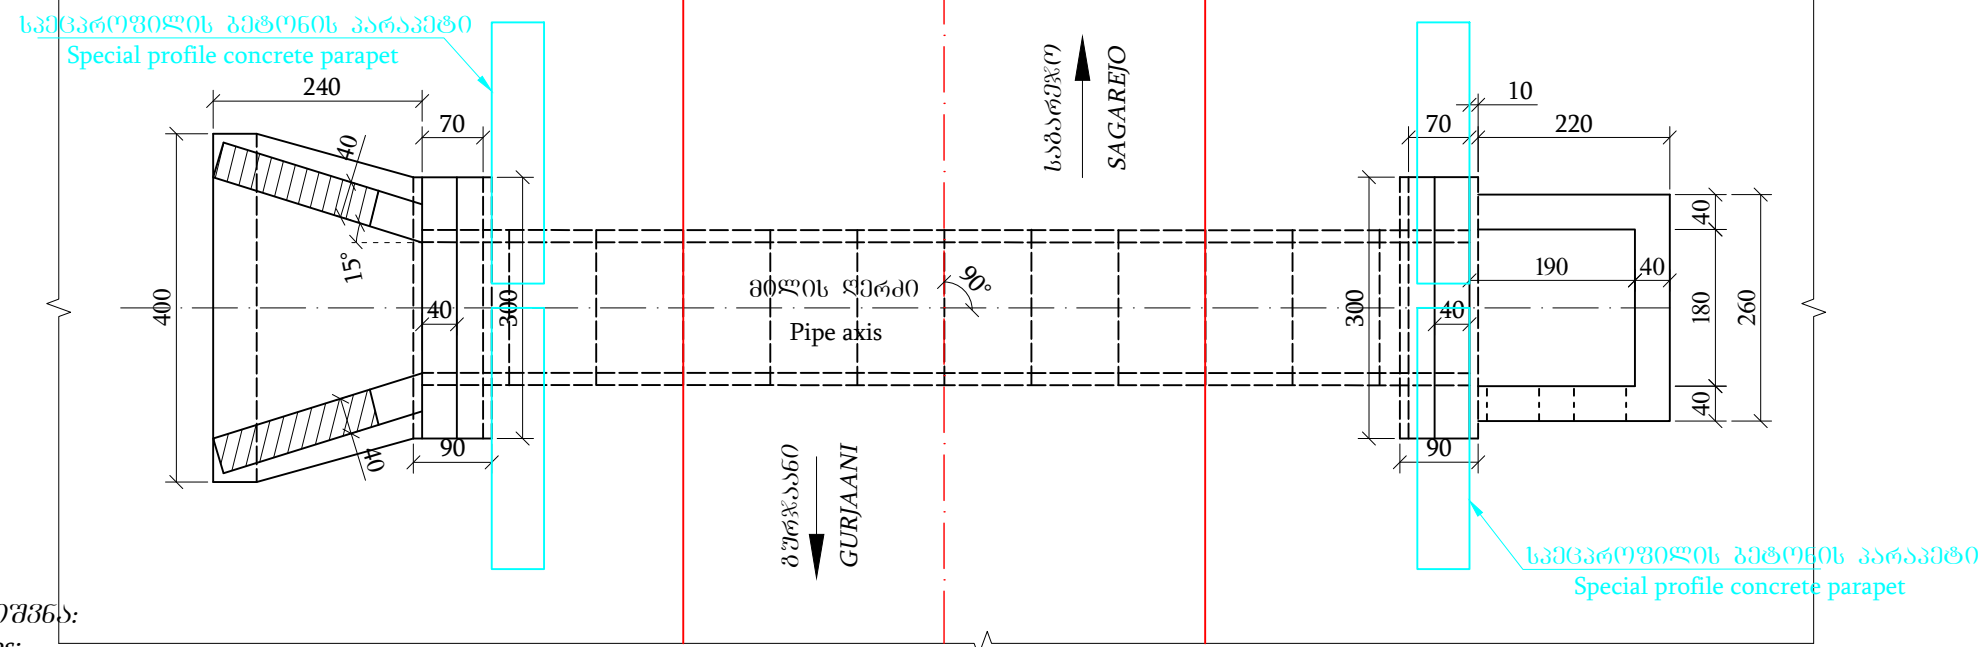 სპეცპროფილის ბეტონის პარაპეტი
Special profile concrete parapet
240
70
40
15°
400
40
300
90
40
მილის ღერძი
Pipe axis
90°
საგარეჯო
SAGAREJO
გურჯაანი
GURJAANI
10
70
220
40
190
40
300
40
180
260
40
90
სპეცპროფილის ბეტონის პარაპეტი
Special profile concrete parapet